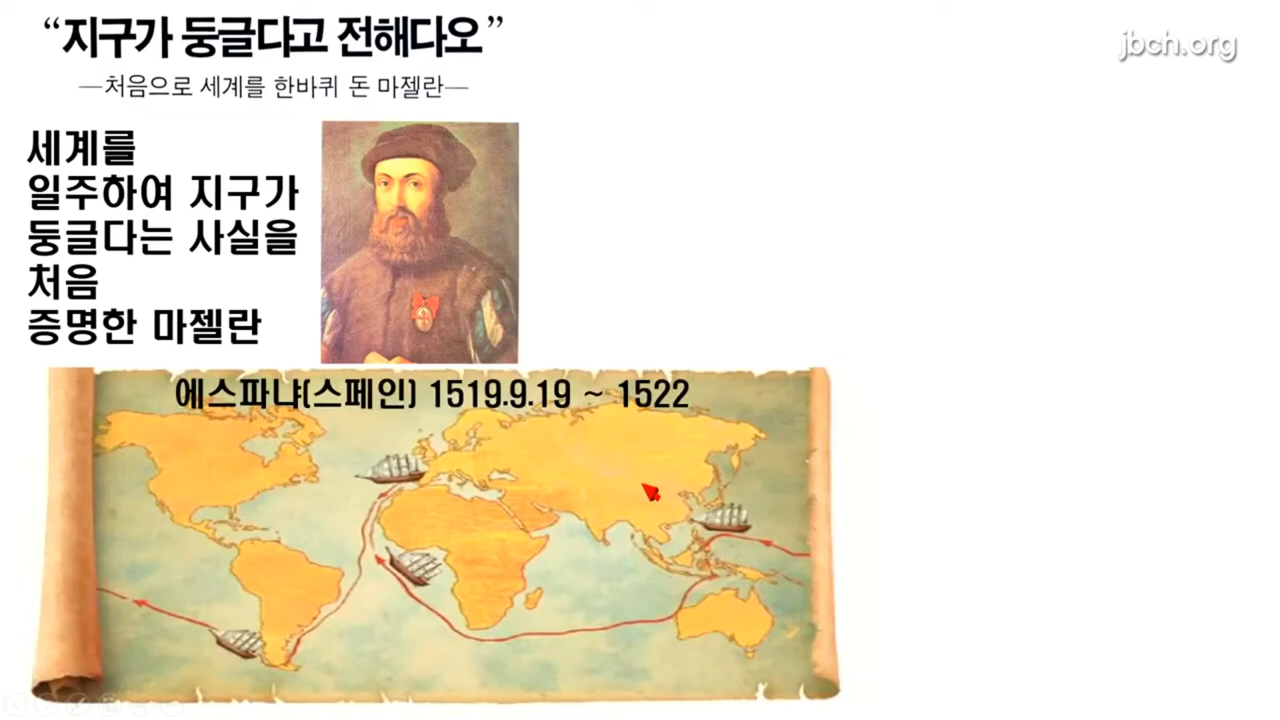 “지구가 둥글다고 전해다오”
jbch.org
—처음으로 세계를 한바퀴 돈 마젤란—
세계를
일주하여 지구가
둥글다는 사실을
처음
증명한 마젤란
에스파냐(스페인) 1519.9.19 ~ 1522